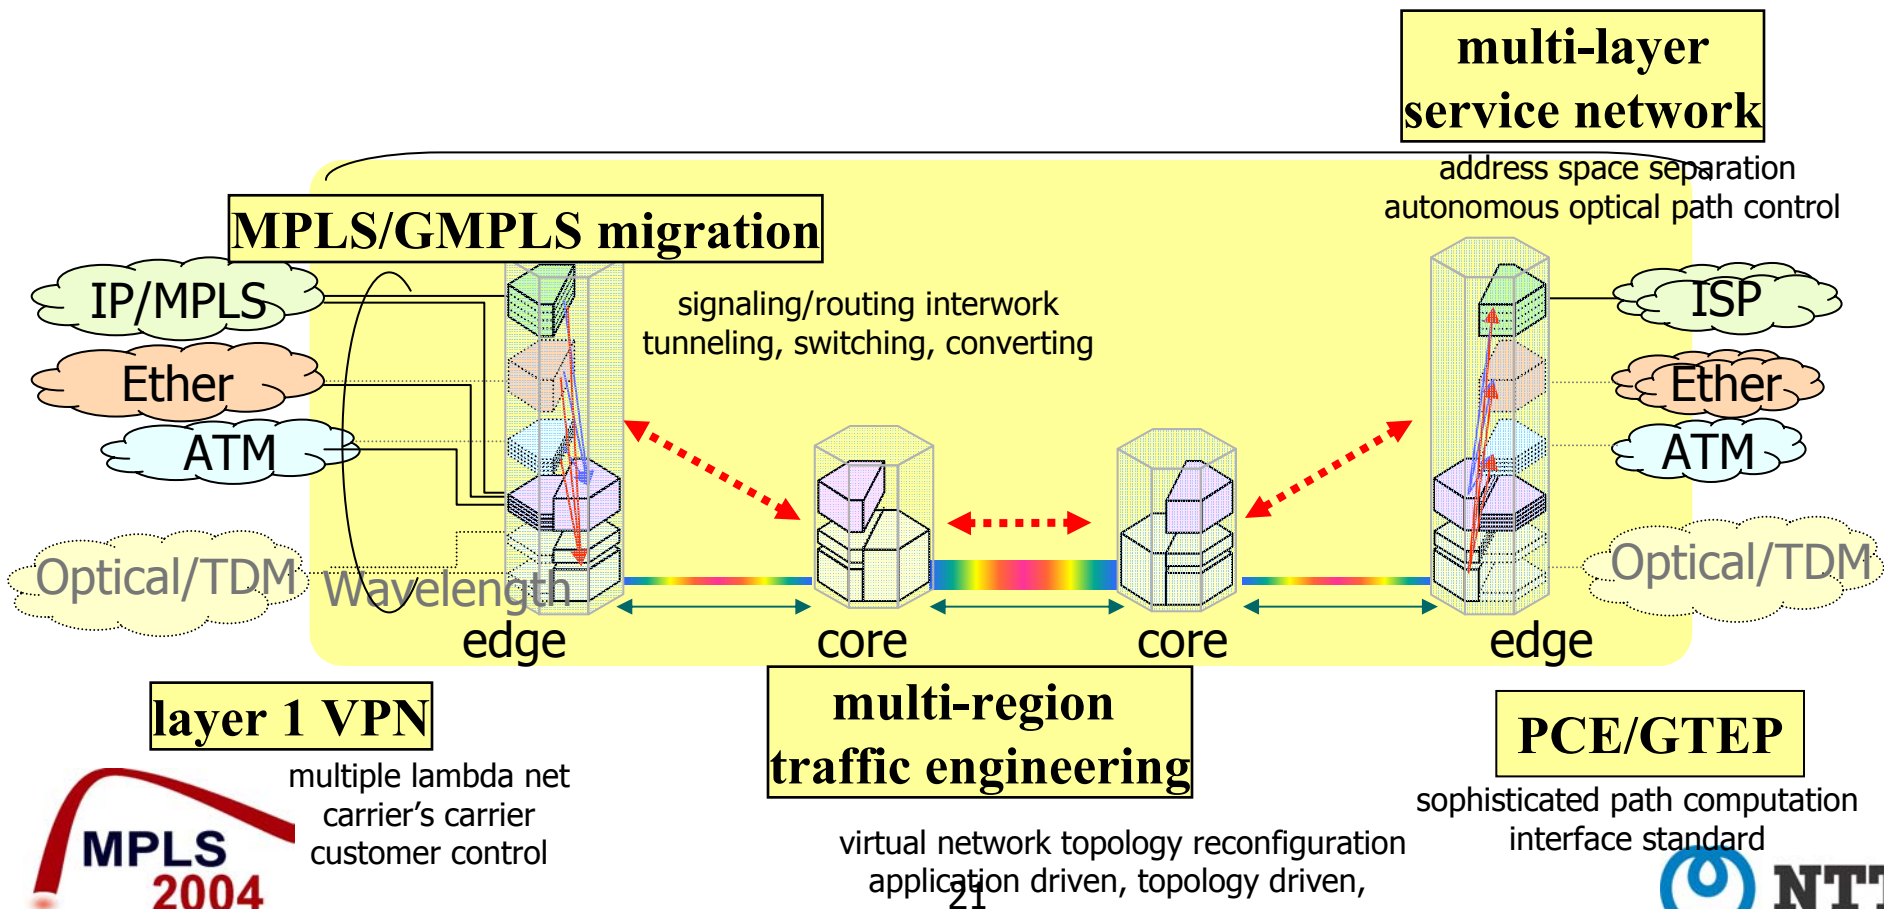 multi-layer
service network
address space separation
autonomous optical path control
MPLS/GMPLS migration
signaling/routing interwork
tunneling, switching, converting
IP/MPLS
Ether
ATM
Optical/TDM
Wavelength
ISP
Ether
ATM
Optical/TDM
edge
core
core
edge
layer 1 VPN
multiple lambda net
carrier’s carrier
customer control
multi-region
traffic engineering
virtual network topology reconfiguration
application driven, topology driven,
PCE/GTEP
sophisticated path computation
interface standard
MPLS
2004
21
NTT